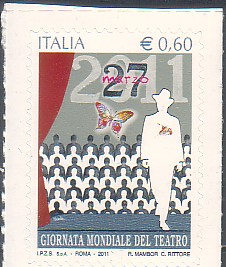 ITALIA € 0,60
2011
27
marzo
GIORNATA MONDIALE DEL TEATRO
I.P.Z.S. S.p.A. - ROMA - 2011 R. MAMBOR C. RITTORE